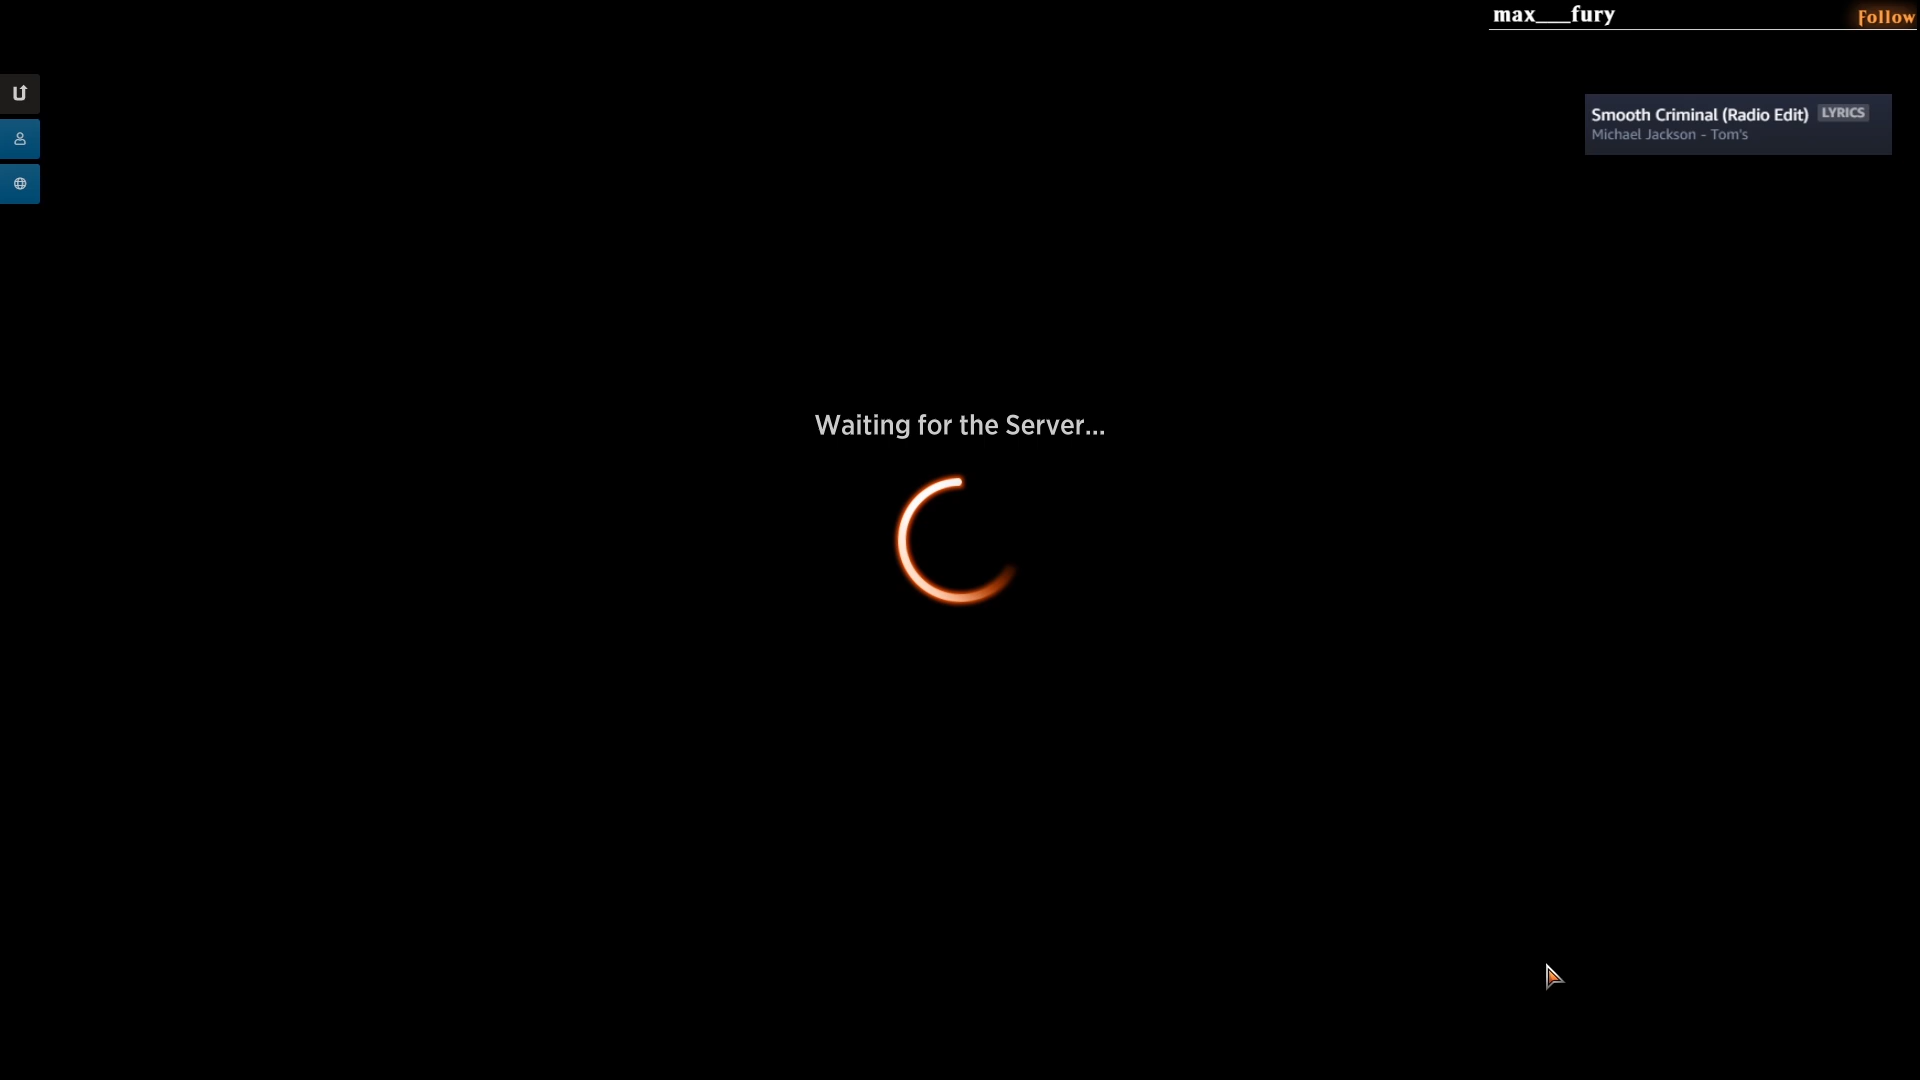 max___fury
Follow
Smooth Criminal (Radio Edit) LYRICS
Michael Jackson - Tom's
Waiting for the Server...